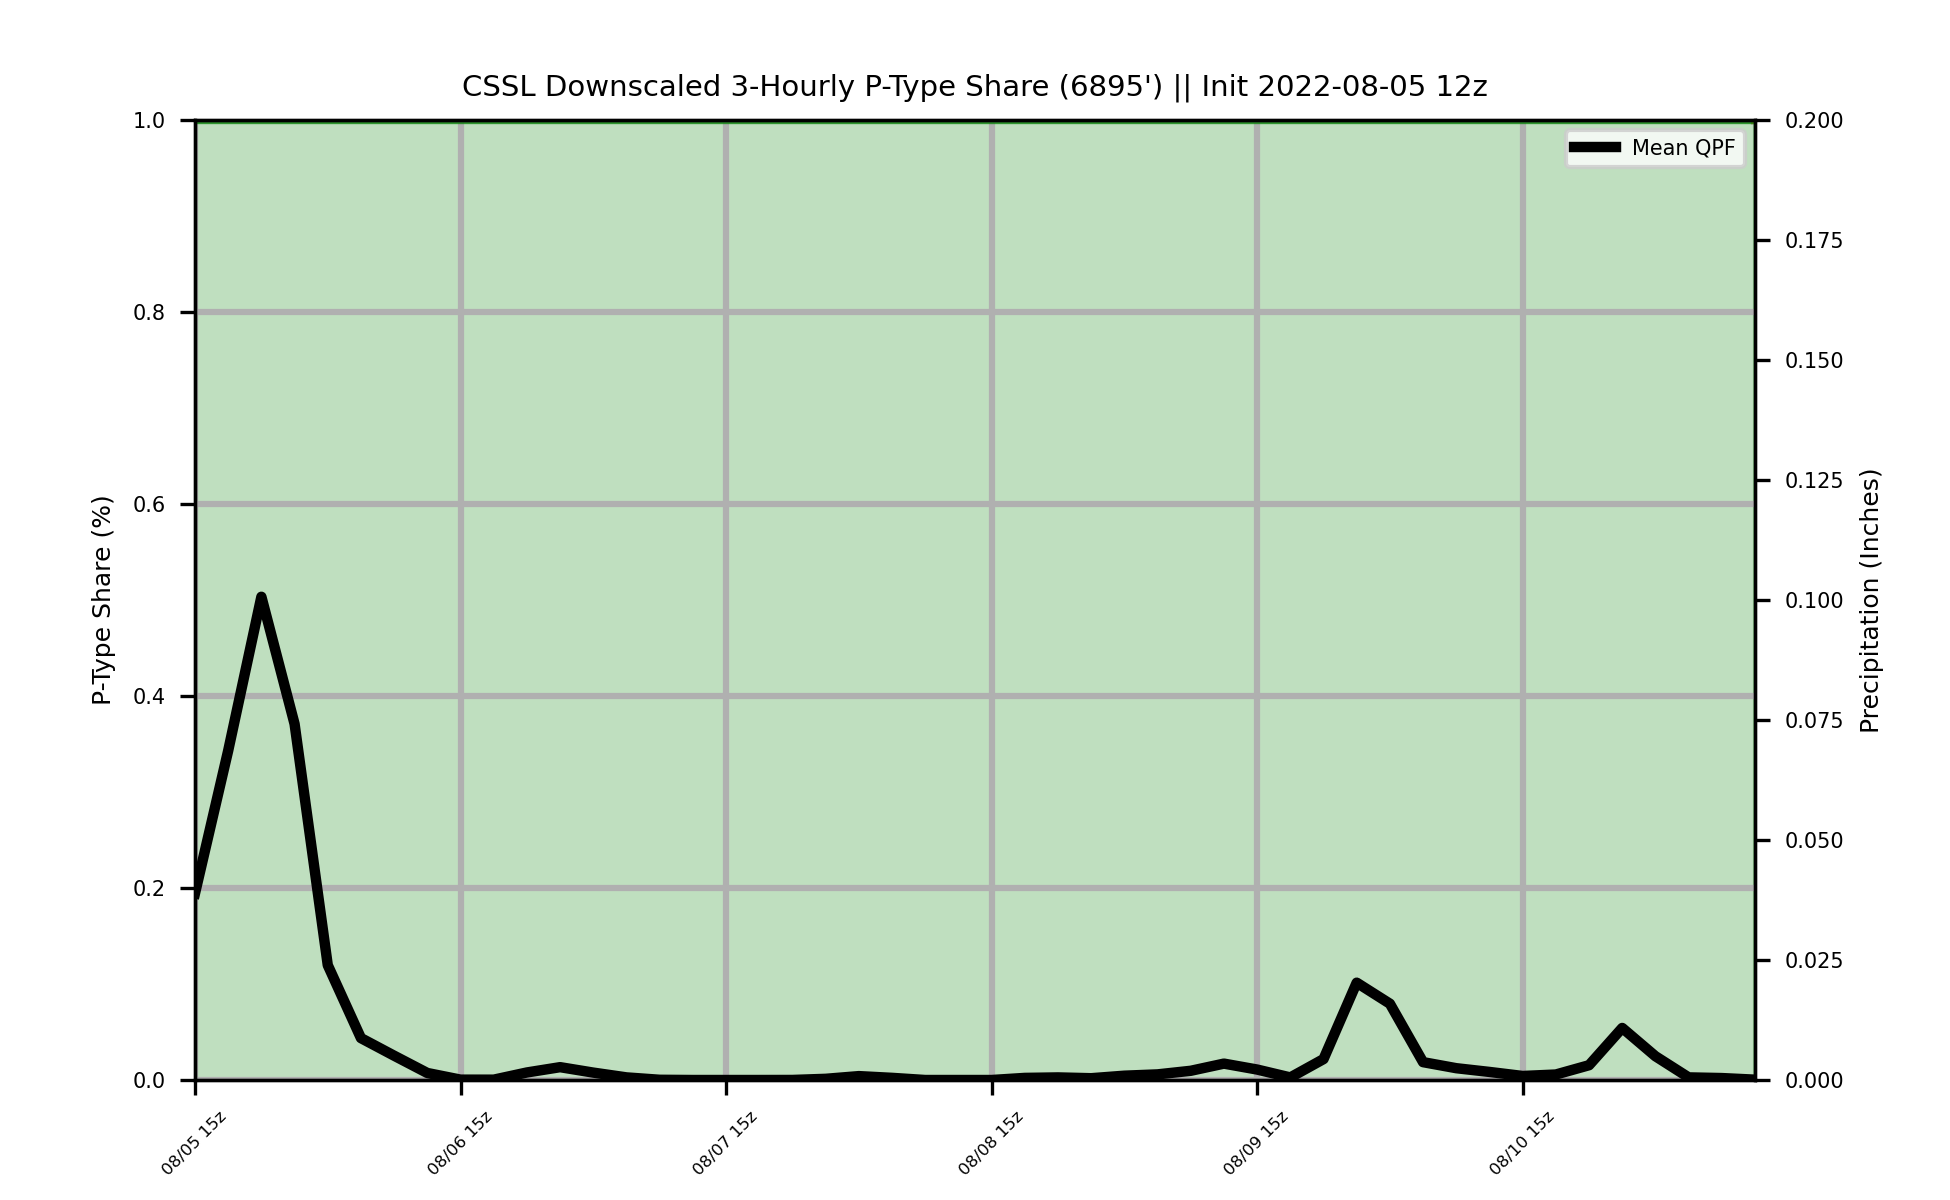 CSSL Downscaled 3-Hourly P-Type Share (6895') || Init 2022-08-05 12z
Mean QPF
P-Type Share (%)
1.0
0.8
0.6
0.4
0.2
0.0
0.200
0.175
0.150
0.125
0.100
0.075
0.050
0.025
0.000
Precipitation (Inches)
08/05 15z
08/06 15z
08/07 15z
08/08 15z
08/09 15z
08/10 15z